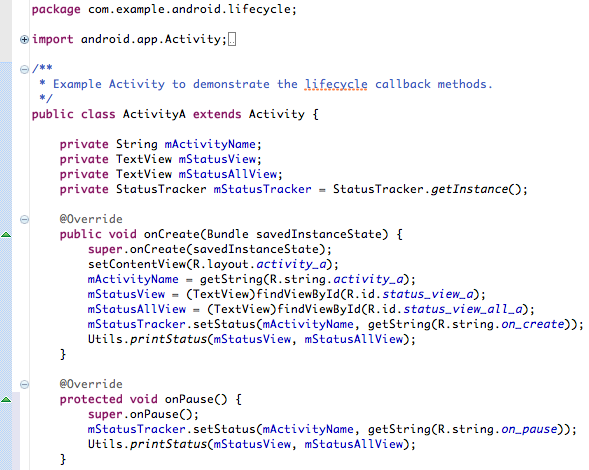 package com.example.android.lifecycle;
import android.app.Activity;
/**
 * Example Activity to demonstrate the lifecycle callback methods.
 */
public class ActivityA extends Activity {
    private String mActivityName;
    private TextView mStatusView;
    private TextView mStatusAllView;
    private StatusTracker mStatusTracker = StatusTracker.getInstance();
    @Override
    public void onCreate(Bundle savedInstanceState) {
        super.onCreate(savedInstanceState);
        setContentView(R.layout.activity_a);
        mActivityName = getString(R.string.activity_a);
        mStatusView = (TextView)findViewById(R.id.status_view_a);
        mStatusAllView = (TextView)findViewById(R.id.status_view_all_a);
        mStatusTracker.setStatus(mActivityName, getString(R.string.on_create));
        Utils.printStatus(mStatusView, mStatusAllView);
    }
    @Override
    protected void onPause() {
        super.onPause();
        mStatusTracker.setStatus(mActivityName, getString(R.string.on_pause));
        Utils.printStatus(mStatusView, mStatusAllView);
    }